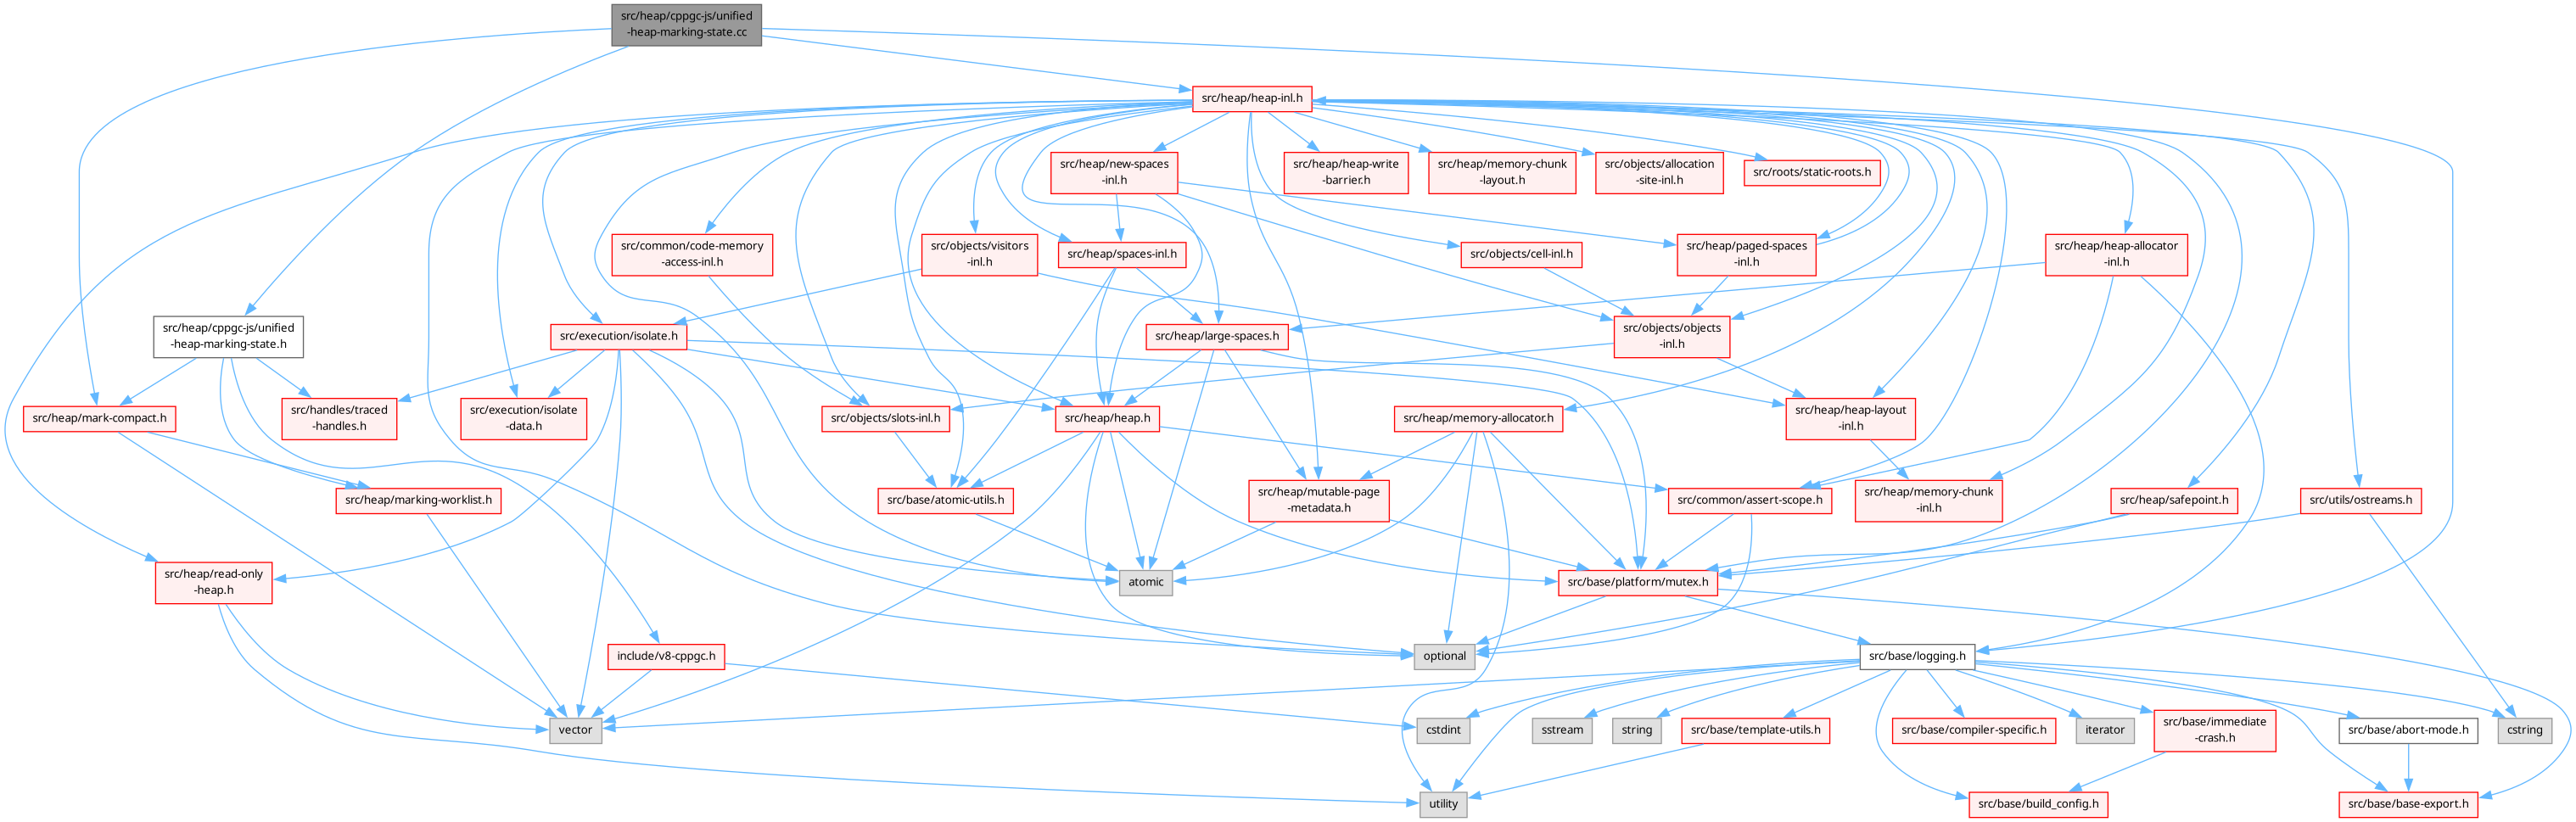 src/heap/cppgc-js/unified
-heap-marking-state.cc
src/heap/heap-inl.h
src/heap/new-spaces
-inl.h
src/heap/heap-write
-barrier.h
src/heap/memory-chunk
-layout.h
src/objects/allocation
-site-inl.h
src/roots/static-roots.h
src/common/code-memory
-access-inl.h
src/objects/visitors
-inl.h
src/heap/spaces-inl.h
src/objects/cell-inl.h
src/heap/paged-spaces
-inl.h
src/heap/heap-allocator
-inl.h
src/heap/cppgc-js/unified
-heap-marking-state.h
src/execution/isolate.h
src/heap/large-spaces.h
src/objects/objects
-inl.h
src/heap/mark-compact.h
src/handles/traced
-handles.h
src/execution/isolate
-data.h
src/objects/slots-inl.h
src/heap/heap.h
src/heap/memory-allocator.h
src/heap/heap-layout
-inl.h
src/heap/marking-worklist.h
src/base/atomic-utils.h
src/heap/mutable-page
-metadata.h
src/common/assert-scope.h
src/heap/memory-chunk
-inl.h
src/heap/safepoint.h
src/utils/ostreams.h
src/heap/read-only
-heap.h
atomic
src/base/platform/mutex.h
include/v8-cppgc.h
optional
src/base/logging.h
vector
cstdint
sstream
string
src/base/template-utils.h
src/base/compiler-specific.h
iterator
src/base/immediate
-crash.h
src/base/abort-mode.h
cstring
utility
src/base/build_config.h
src/base/base-export.h